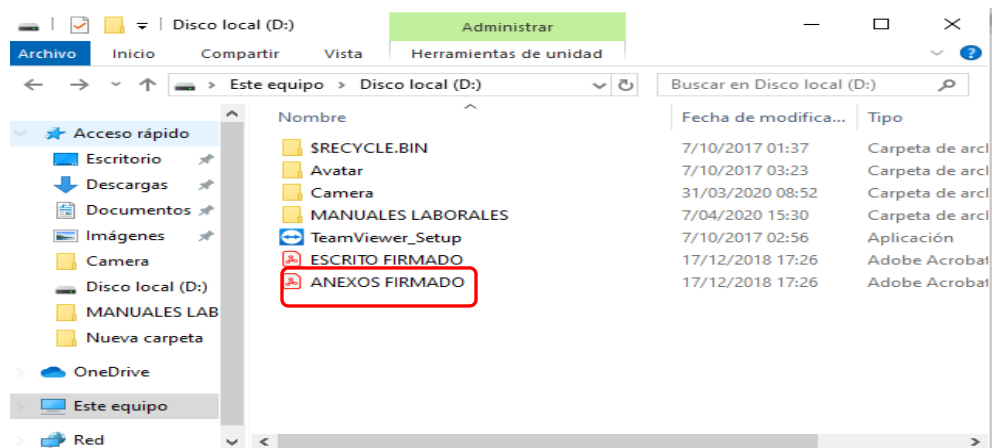 Disco local (D:)
Administrar
Archivo Inicio Compartir Vista Herramientas de unidad
Este equipo > Disco local (D:)
Buscar en Disco local (D:)
Nombre Fecha de modifica... Tipo
Acceso rápido
Escritorio
Descargas
Documentos
Imágenes
Camera
Disco local (D:)
MANUALES LAB
Nueva carpeta
OneDrive
Este equipo
Red
$RECYCLE.BIN 7/10/2017 01:37 Carpeta de arcl
Avatar 7/10/2017 03:23 Carpeta de arcl
Camera 31/03/2020 08:52 Carpeta de arcl
MANUALES LABORALES 7/04/2020 15:30 Carpeta de arcl
TeamViewer_Setup 7/10/2017 02:56 Aplicación
ESCRITO FIRMADO 17/12/2018 17:26 Adobe Acrobat
ANEXOS FIRMADO 17/12/2018 17:26 Adobe Acrobat